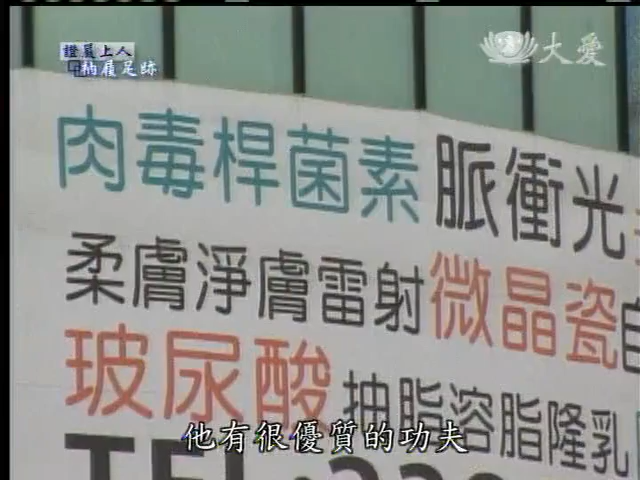 證嚴上人
衲履足跡
大愛
肉毒桿菌素 脈衝光
柔膚淨膚雷射 微晶瓷
玻尿酸 抽脂溶脂隆乳
他有很優質的功夫